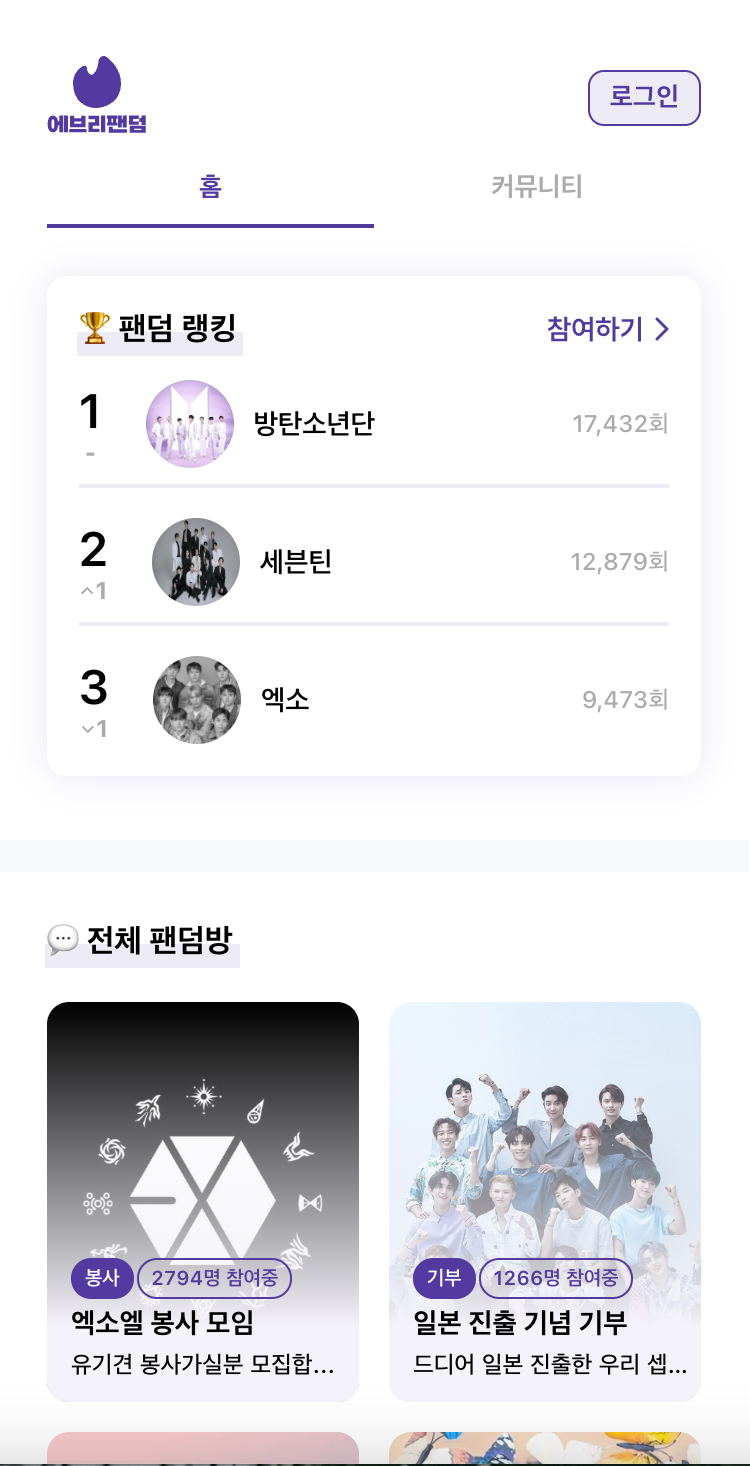 에브리팬덤
로그인
홈 커뮤니티
🏆 팬덤 랭킹 참여하기 >
1 방탄소년단 17,432회
-
2 세븐틴 12,879회
^1
3 엑소 9,473회
⌄1
💬 전체 팬덤방
봉사 2794명 참여중
엑소엘 봉사 모임
유기견 봉사가실분 모집합...
기부 1266명 참여중
일본 진출 기념 기부
드디어 일본 진출한 우리 셉...